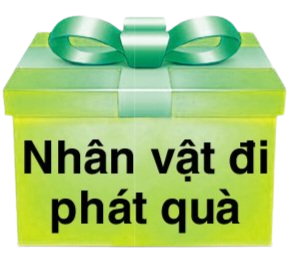 Nhân vật đi
phát quà